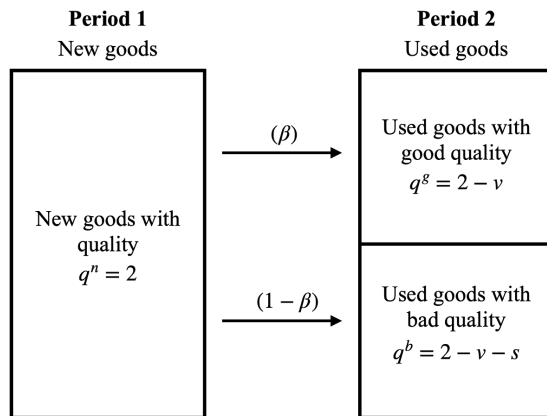 Period 1
New goods
Period 2
Used goods
New goods with
quality
qⁿ = 2
(β)
(1 − β)
Used goods with
good quality
q^g = 2 − v
Used goods with
bad quality
q^b = 2 − v − s